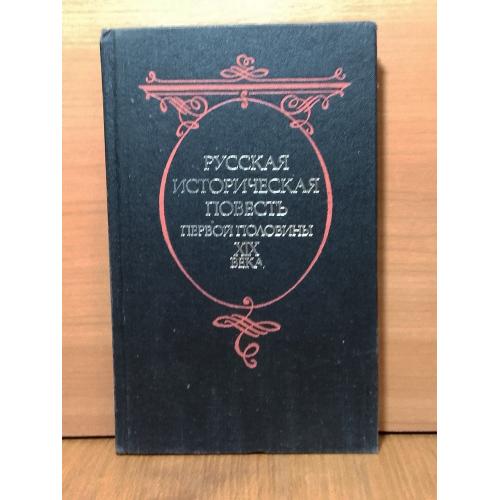 РУССКАЯ
ИСТОРИЧЕСКАЯ
ПОВЕСТЬ
ПЕРВОЙ ПОЛОВИНЫ
XIX
ВЕКА